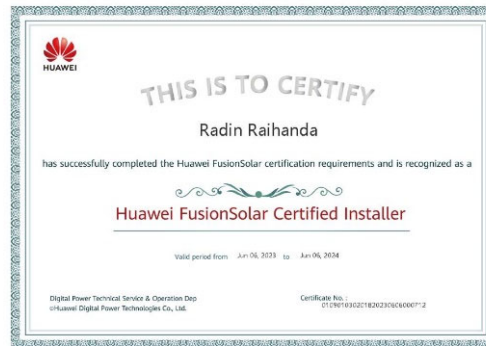 HUAWEI
THIS IS TO CERTIFY
Radin Raihanda
has successfully completed the Huawei FusionSolar certification requirements and is recognized as a
Huawei FusionSolar Certified Installer
Valid period from Jun 06, 2023 to Jun 06, 2024
Digital Power Technical Service & Operation Dep
©Huawei Digital Power Technologies Co., Ltd.
Certificate No. :